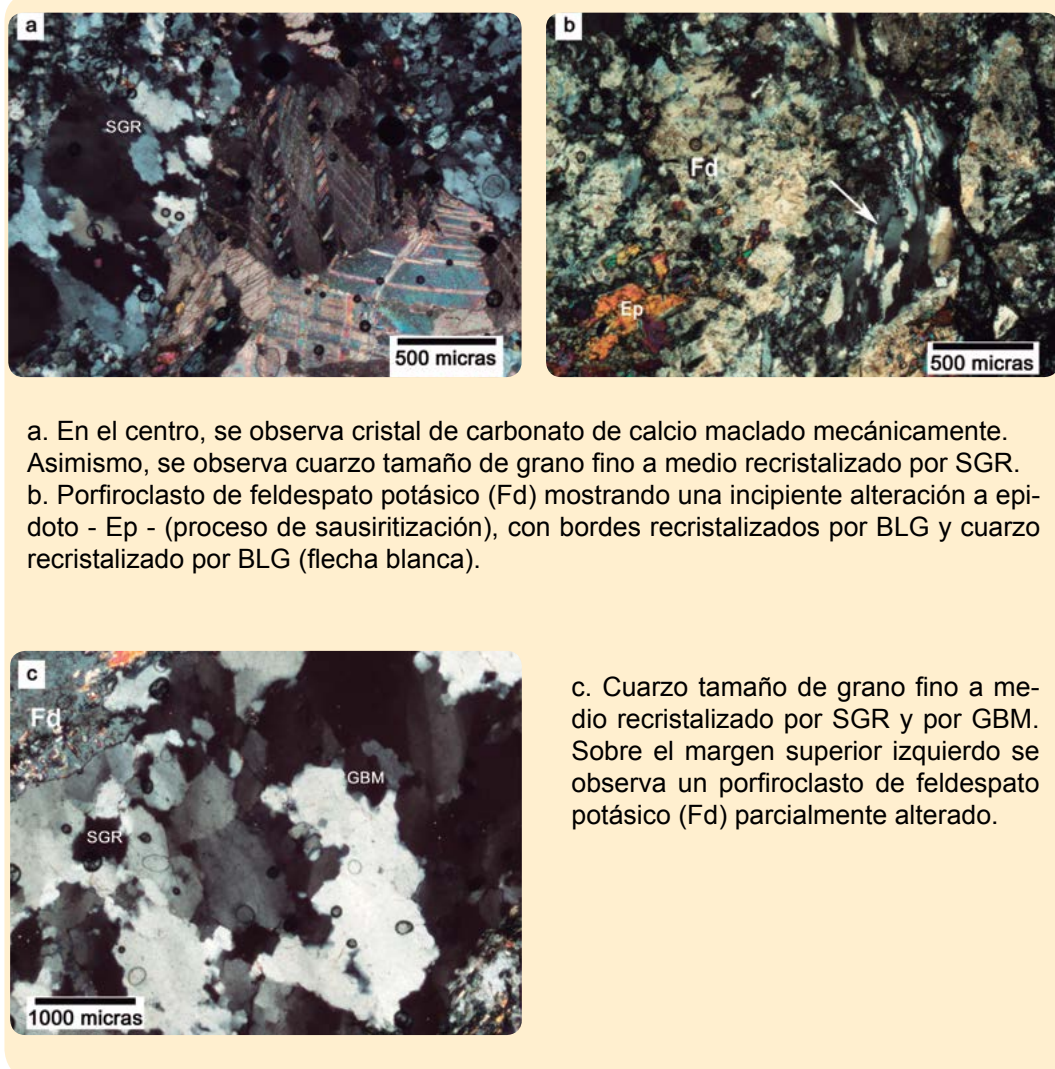 a
SGR
500 micras
b
Fd
Ep
500 micras
a. En el centro, se observa cristal de carbonato de calcio maclado mecánicamente.
Asimismo, se observa cuarzo tamaño de grano fino a medio recristalizado por SGR.
b. Porfiroclasto de feldespato potásico (Fd) mostrando una incipiente alteración a epi-
doto - Ep - (proceso de sausiritización), con bordes recristalizados por BLG y cuarzo
recristalizado por BLG (flecha blanca).
c
Fd
GBM
SGR
1000 micras
c. Cuarzo tamaño de grano fino a me-
dio recristalizado por SGR y por GBM.
Sobre el margen superior izquierdo se
observa un porfiroclasto de feldespato
potásico (Fd) parcialmente alterado.